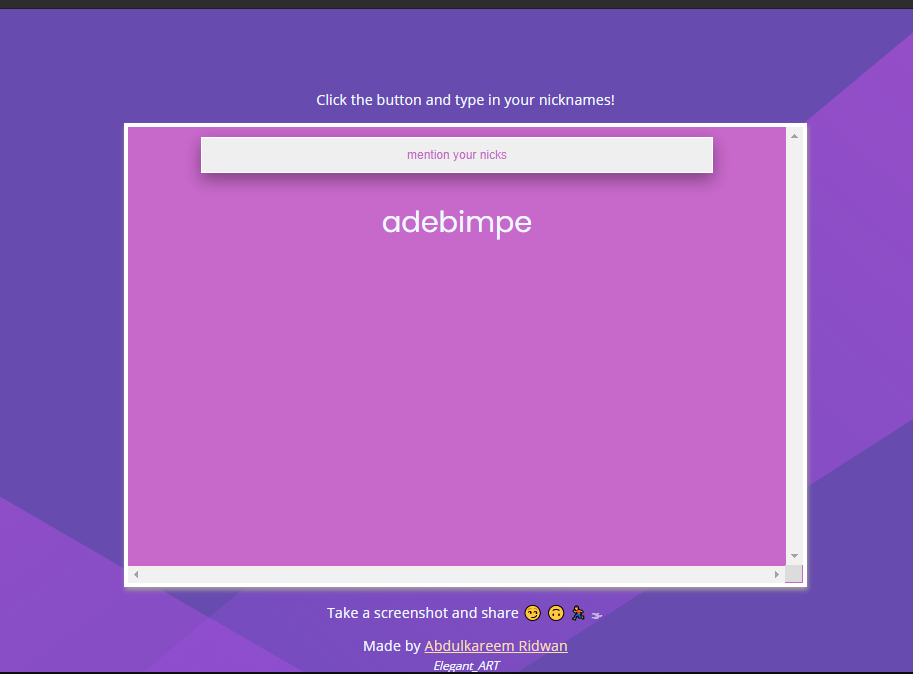 Click the button and type in your nicknames!
mention your nicks
adebimpe
Take a screenshot and share 😏 🙃
Made by Abdulkareem Ridwan
Elegant_ART